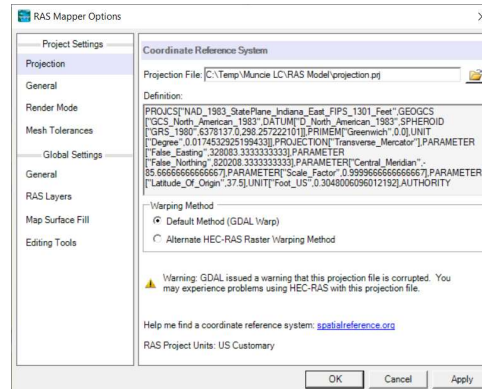 RAS Mapper Options
Project Settings
Projection
General
Render Mode
Mesh Tolerances
Global Settings
General
RAS Layers
Map Surface Fill
Editing Tools
Coordinate Reference System
Projection File: C:\Temp\Muncie LC\RAS Model\projection.prj
Definition:
PROJCS["NAD_1983_StatePlane_Indiana_East_FIPS_1301_Feet",GEOGCS
["GCS_North_American_1983",DATUM["D_North_American_1983",SPHEROID
["GRS_1980",6378137.0,298.257222101]],PRIMEM["Greenwich",0.0],UNIT
["Degree",0.0174532925199433]],PROJECTION["Transverse_Mercator"],PARAMETER
["False_Easting",328083.3333333333],PARAMETER
["False_Northing",820208.3333333333],PARAMETER["Central_Meridian",-
85.66666666666667],PARAMETER["Scale_Factor",0.9999666666666667],PARAMETER
["Latitude_Of_Origin",37.5],UNIT["Foot_US",0.3048006096012192],AUTHORITY
Warping Method
Default Method (GDAL Warp)
Alternate HEC-RAS Raster Warping Method
Warning: GDAL issued a warning that this projection file is corrupted. You
may experience problems using HEC-RAS with this projection file.
Help me find a coordinate reference system: spatialreference.org
RAS Project Units: US Customary
OK Cancel Apply